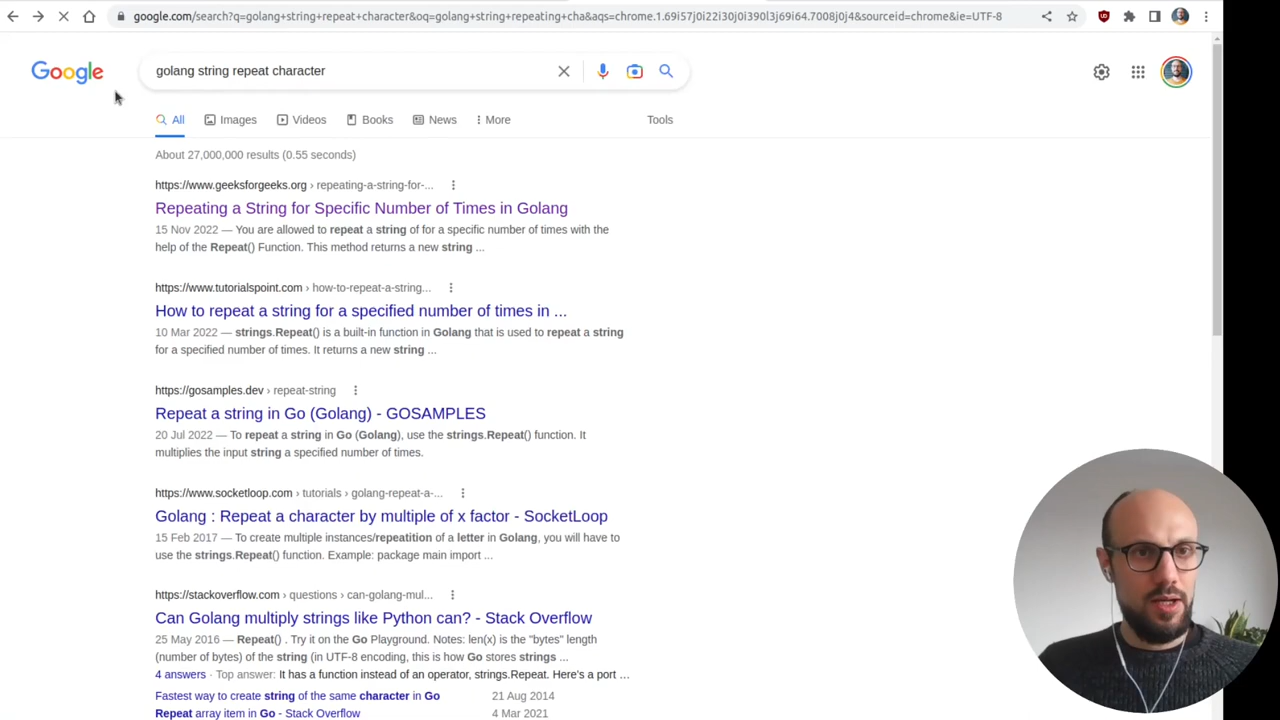 google.com/search?q=golang+string+repeat+character&oq=golang+string+repeating+cha&aqs=chrome.1.69i57j0i22i30j0i390l3j69i64.7008j0j4&sourceid=chrome&ie=UTF-8
Google
golang string repeat character
All
Images
Videos
Books
News
More
Tools
About 27,000,000 results (0.55 seconds)
https://www.geeksforgeeks.org › repeating-a-string-for-...
Repeating a String for Specific Number of Times in Golang
15 Nov 2022 — You are allowed to repeat a string of for a specific number of times with the
help of the Repeat() Function. This method returns a new string ...
https://www.tutorialspoint.com › how-to-repeat-a-string...
How to repeat a string for a specified number of times in ...
10 Mar 2022 — strings.Repeat() is a built-in function in Golang that is used to repeat a string
for a specified number of times. It returns a new string ...
https://gosamples.dev › repeat-string
Repeat a string in Go (Golang) - GOSAMPLES
20 Jul 2022 — To repeat a string in Go (Golang), use the strings.Repeat() function. It
multiplies the input string a specified number of times.
https://www.socketloop.com › tutorials › golang-repeat-a-...
Golang : Repeat a character by multiple of x factor - SocketLoop
15 Feb 2017 — To create multiple instances/repeatition of a letter in Golang, you will have to
use the strings.Repeat() function. Example: package main import ...
https://stackoverflow.com › questions › can-golang-mul...
Can Golang multiply strings like Python can? - Stack Overflow
25 May 2016 — Repeat() . Try it on the Go Playground. Notes: len(x) is the "bytes" length
(number of bytes) of the string (in UTF-8 encoding, this is how Go stores strings ...
4 answers · Top answer: It has a function instead of an operator, strings.Repeat. Here's a port ...
Fastest way to create string of the same character in Go 21 Aug 2014
Repeat array item in Go - Stack Overflow 4 Mar 2021